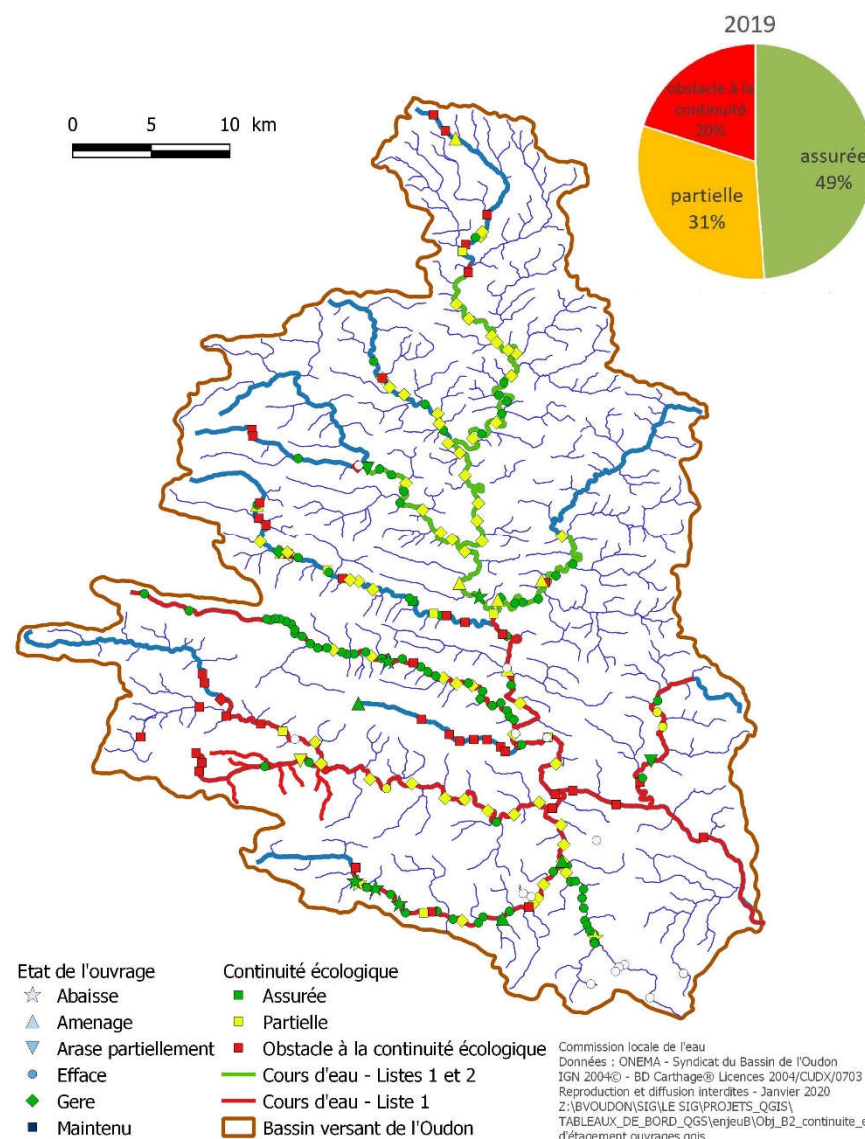 2019
0 5 10 km
obstacle à la
continuité
20%
assurée
49%
partielle
31%
Etat de l'ouvrage
Abaisse
Amenage
Arase partiellement
Efface
Gere
Maintenu
Continuité écologique
Assurée
Partielle
Obstacle à la continuité écologique
Cours d'eau - Listes 1 et 2
Cours d'eau - Liste 1
Bassin versant de l'Oudon
Commission locale de l'eau
Données : ONEMA - Syndicat du Bassin de l'Oudon
IGN 2004© - BD Carthage® Licences 2004/CUDX/0703
Reproduction et diffusion interdites - Janvier 2020
Z:\BVOUDON\SIG\LE SIG\PROJETS_QGIS\
TABLEAUX_DE_BORD_QGS\enjeuB\Obj_B2_continuite_e
d'étagement ouvrages.qgis